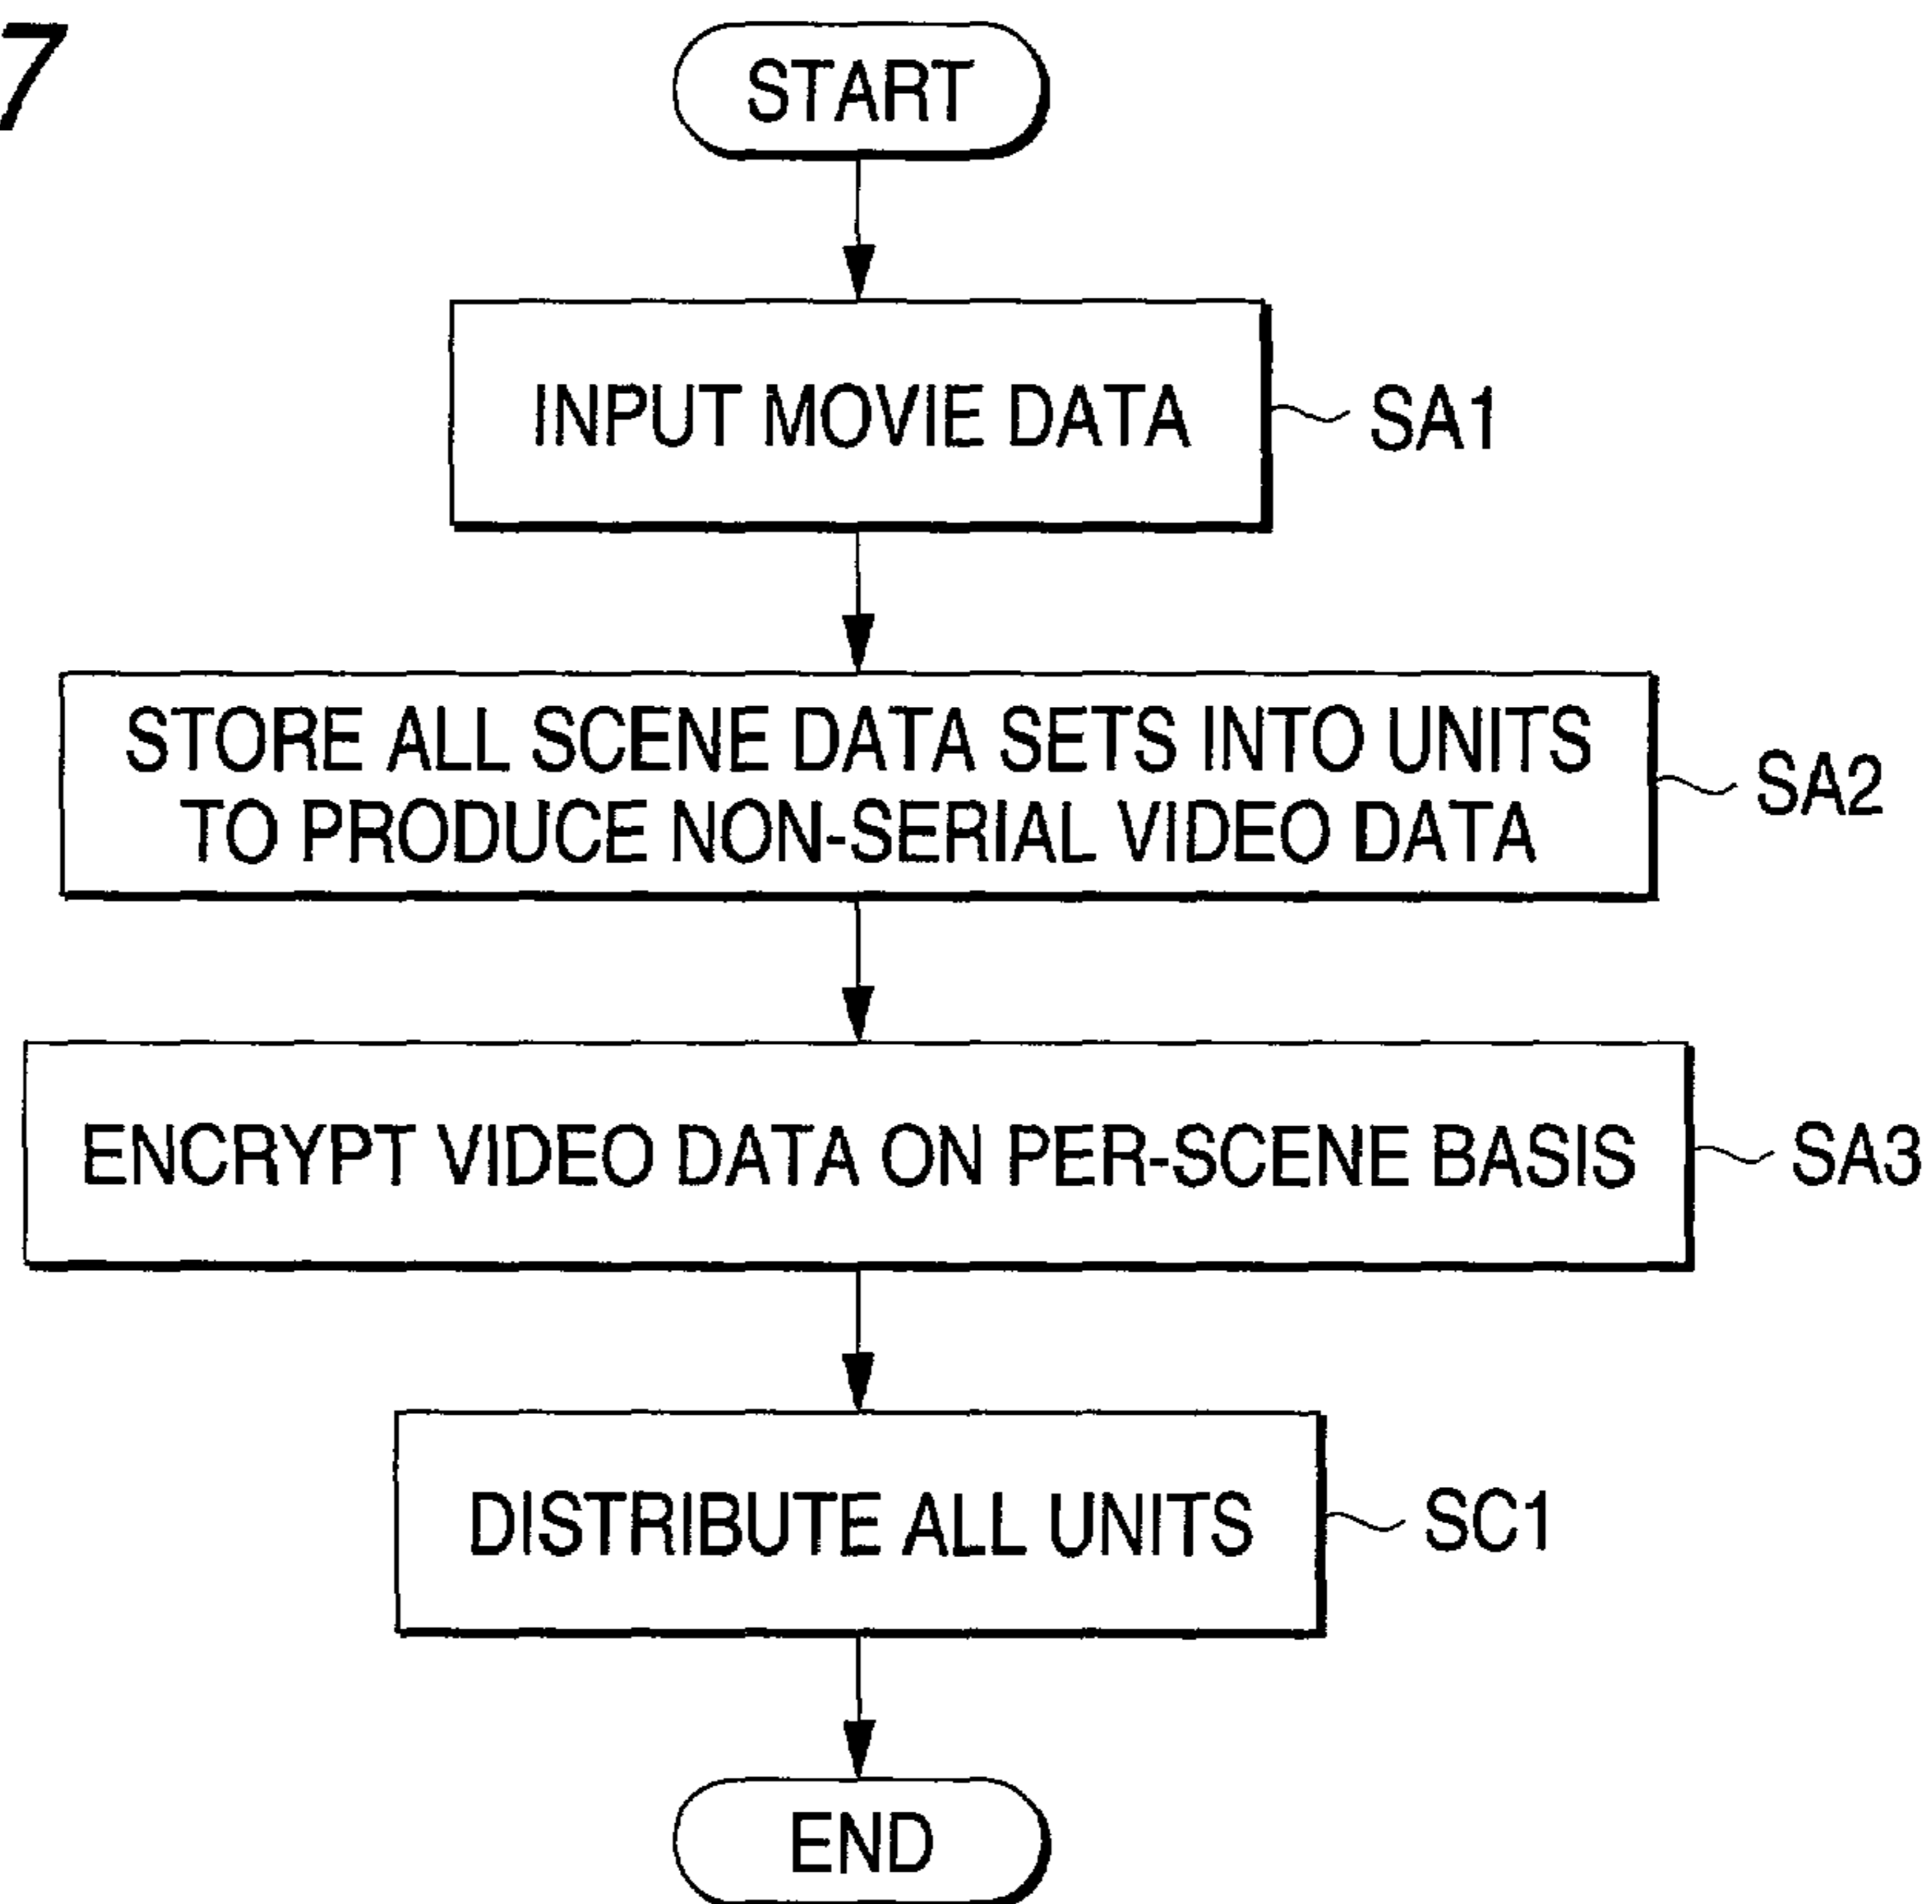 7
START
INPUT MOVIE DATA
SA1
STORE ALL SCENE DATA SETS INTO UNITS
TO PRODUCE NON-SERIAL VIDEO DATA
SA2
ENCRYPT VIDEO DATA ON PER-SCENE BASIS
SA3
DISTRIBUTE ALL UNITS
SC1
END